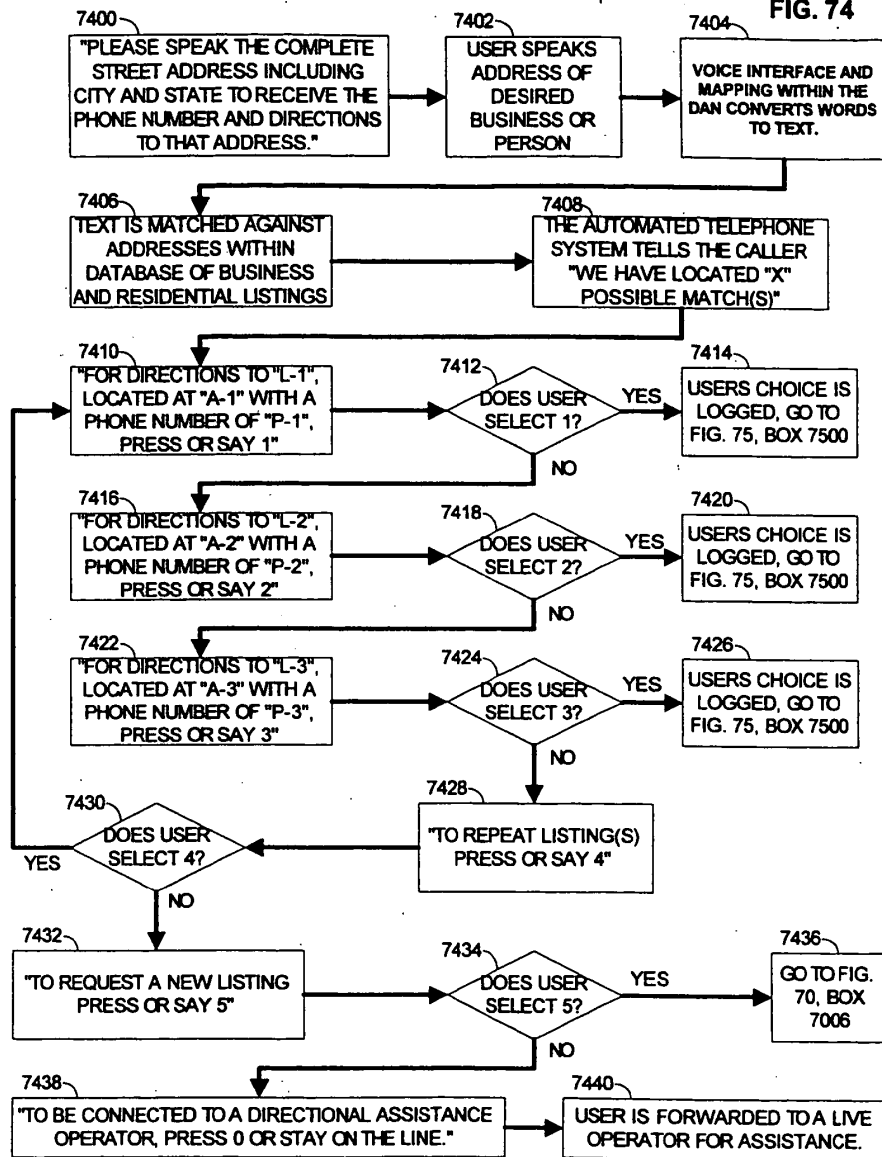 FIG. 74
7400
"PLEASE SPEAK THE COMPLETE
STREET ADDRESS INCLUDING
CITY AND STATE TO RECEIVE THE
PHONE NUMBER AND DIRECTIONS
TO THAT ADDRESS."
7402
USER SPEAKS
ADDRESS OF
DESIRED
BUSINESS OR
PERSON
7404
VOICE INTERFACE AND
MAPPING WITHIN THE
DAN CONVERTS WORDS
TO TEXT.
7406
TEXT IS MATCHED AGAINST
ADDRESSES WITHIN
DATABASE OF BUSINESS
AND RESIDENTIAL LISTINGS
7408
THE AUTOMATED TELEPHONE
SYSTEM TELLS THE CALLER
"WE HAVE LOCATED "X"
POSSIBLE MATCH(S)"
7410
"FOR DIRECTIONS TO "L-1",
LOCATED AT "A-1" WITH A
PHONE NUMBER OF "P-1",
PRESS OR SAY 1"
7412
DOES USER
SELECT 1?
YES
NO
7414
USERS CHOICE IS
LOGGED, GO TO
FIG. 75, BOX 7500
7416
"FOR DIRECTIONS TO "L-2",
LOCATED AT "A-2" WITH A
PHONE NUMBER OF "P-2",
PRESS OR SAY 2"
7418
DOES USER
SELECT 2?
YES
NO
7420
USERS CHOICE IS
LOGGED, GO TO
FIG. 75, BOX 7500
7422
"FOR DIRECTIONS TO "L-3",
LOCATED AT "A-3" WITH A
PHONE NUMBER OF "P-3",
PRESS OR SAY 3"
7424
DOES USER
SELECT 3?
YES
NO
7426
USERS CHOICE IS
LOGGED, GO TO
FIG. 75, BOX 7500
7428
"TO REPEAT LISTING(S)
PRESS OR SAY 4"
7430
DOES USER
SELECT 4?
YES
NO
7432
"TO REQUEST A NEW LISTING
PRESS OR SAY 5"
7434
DOES USER
SELECT 5?
YES
NO
7436
GO TO FIG.
70, BOX
7006
7438
"TO BE CONNECTED TO A DIRECTIONAL ASSISTANCE
OPERATOR, PRESS 0 OR STAY ON THE LINE."
7440
USER IS FORWARDED TO A LIVE
OPERATOR FOR ASSISTANCE.